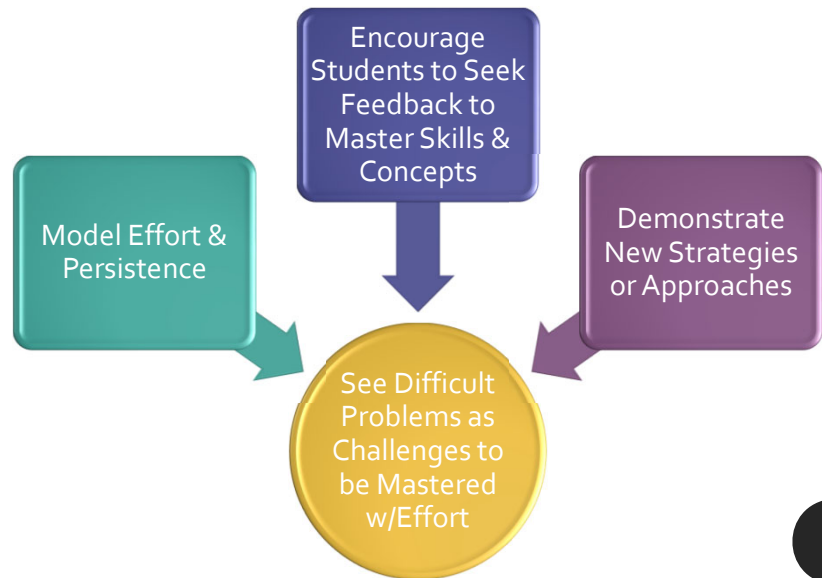 Encourage
Students to Seek
Feedback to
Master Skills &
Concepts
Model Effort &
Persistence
Demonstrate
New Strategies
or Approaches
See Difficult
Problems as
Challenges to
be Mastered
w/Effort